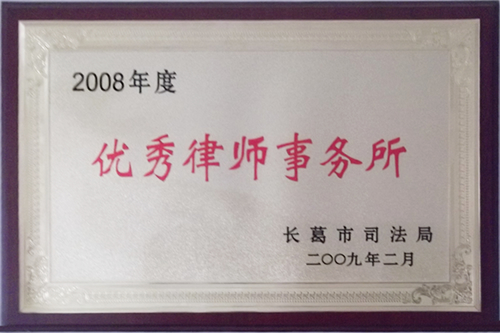 2008年度
优秀律师事务所
长葛市司法局
二〇〇九年二月